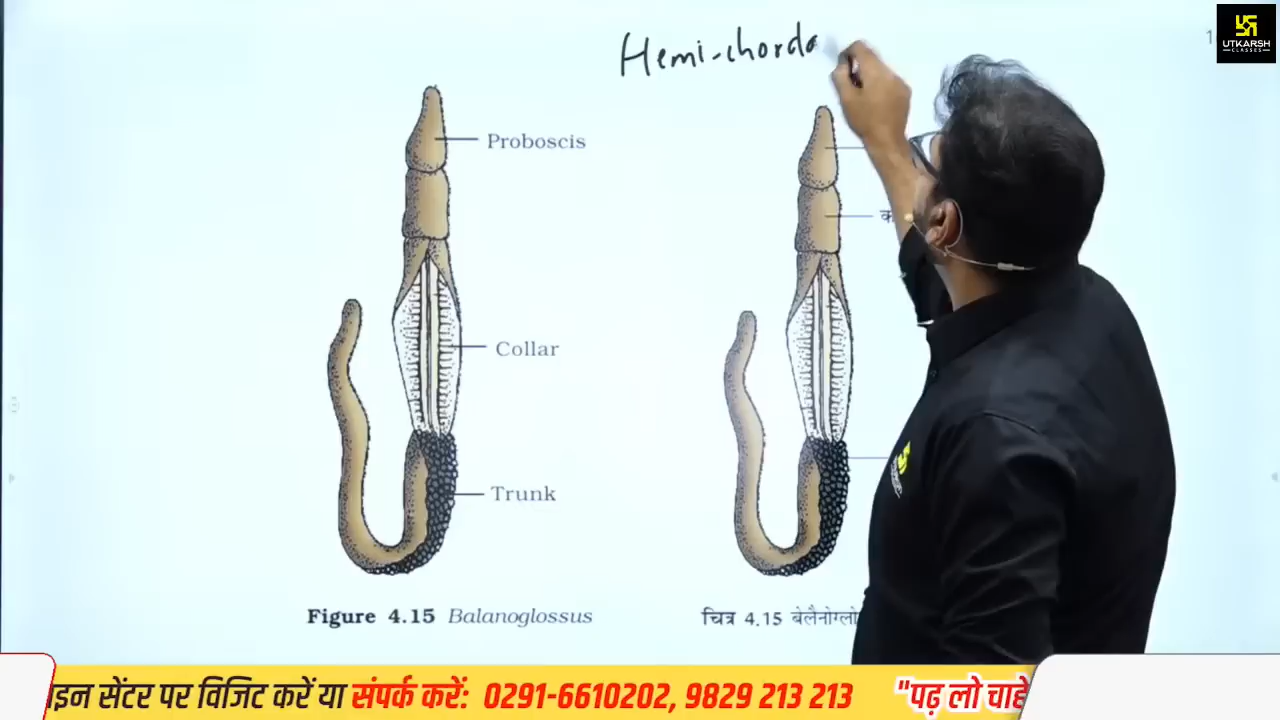 Hemi-chorda
UTKARSH
CLASSES
Proboscis
Collar
Trunk
Figure 4.15 Balanoglossus
चित्र 4.15 बेलैनोग्लो
इन सेंटर पर विजिट करें या संपर्क करें: 0291-6610202, 9829 213 213 "पढ़ लो चाहे